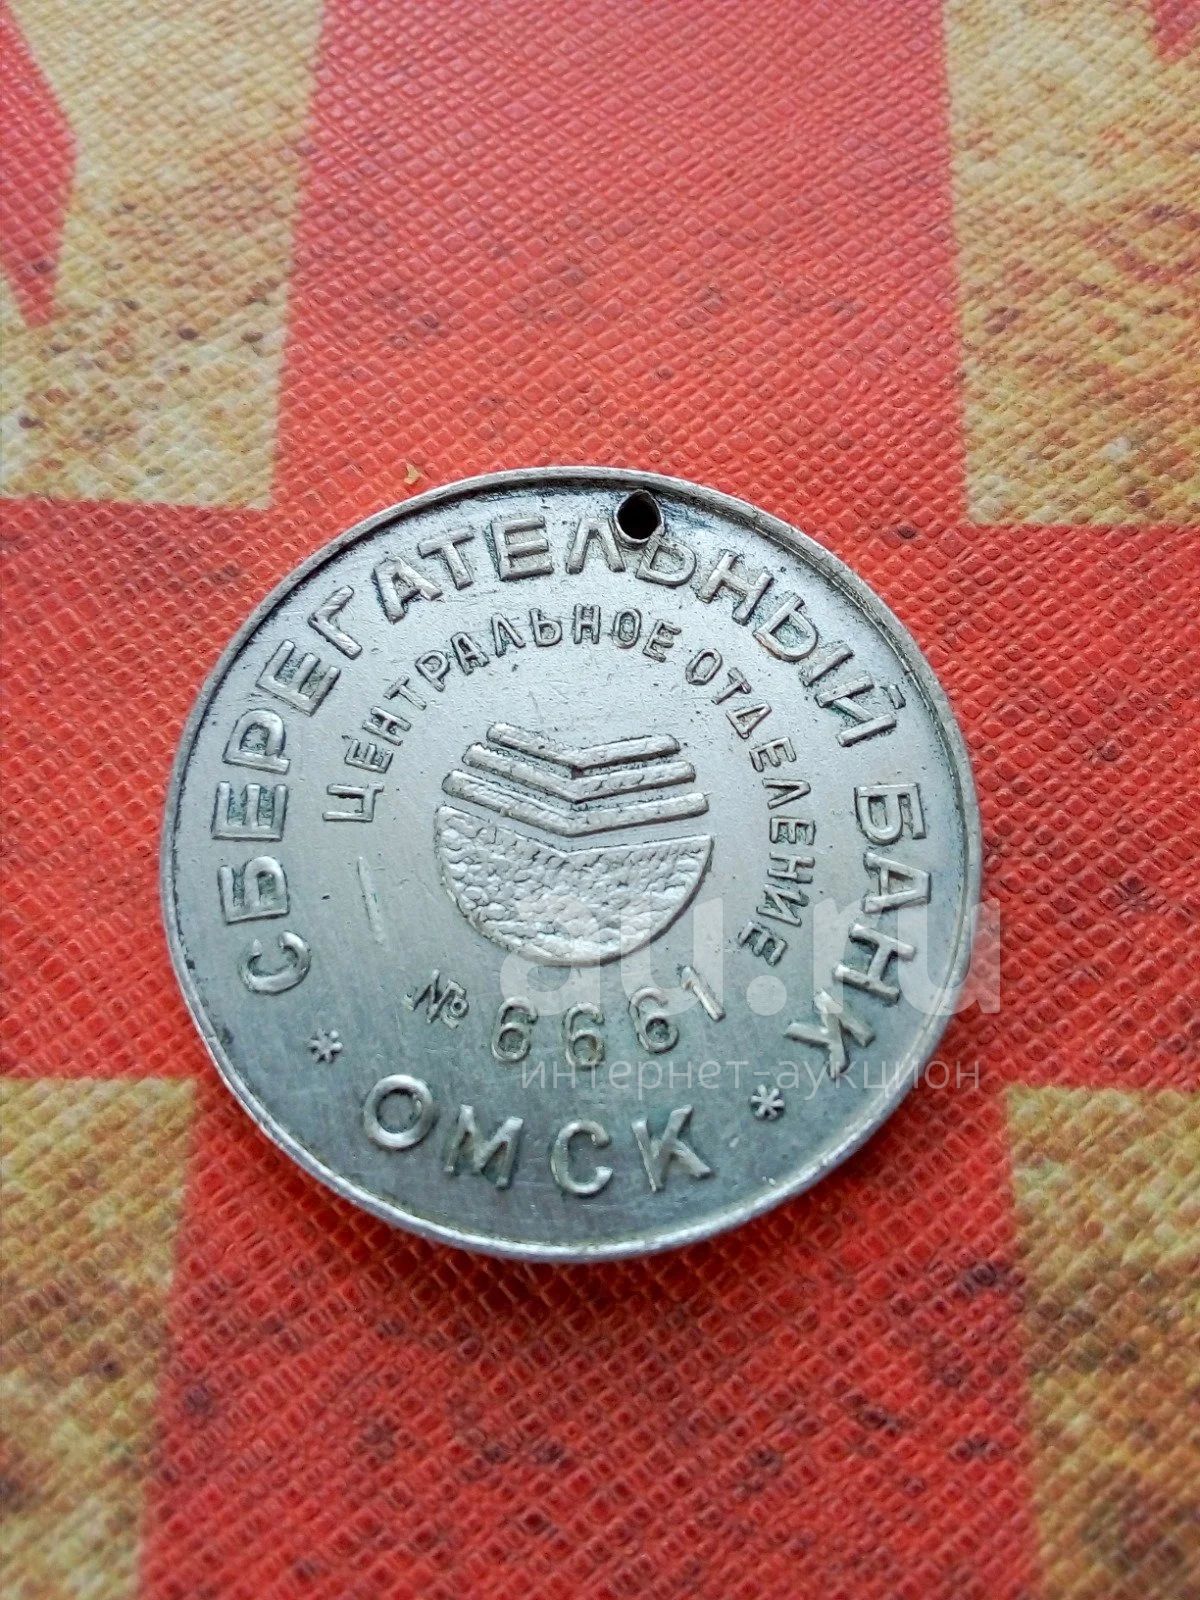 СБЕРЕГАТЕЛЬНЫЙ БАНК
ЦЕНТРАЛЬНОЕ ОТДЕЛЕНИЕ
№ 6661
* ОМСК *
au.ru
интернет-аукцион